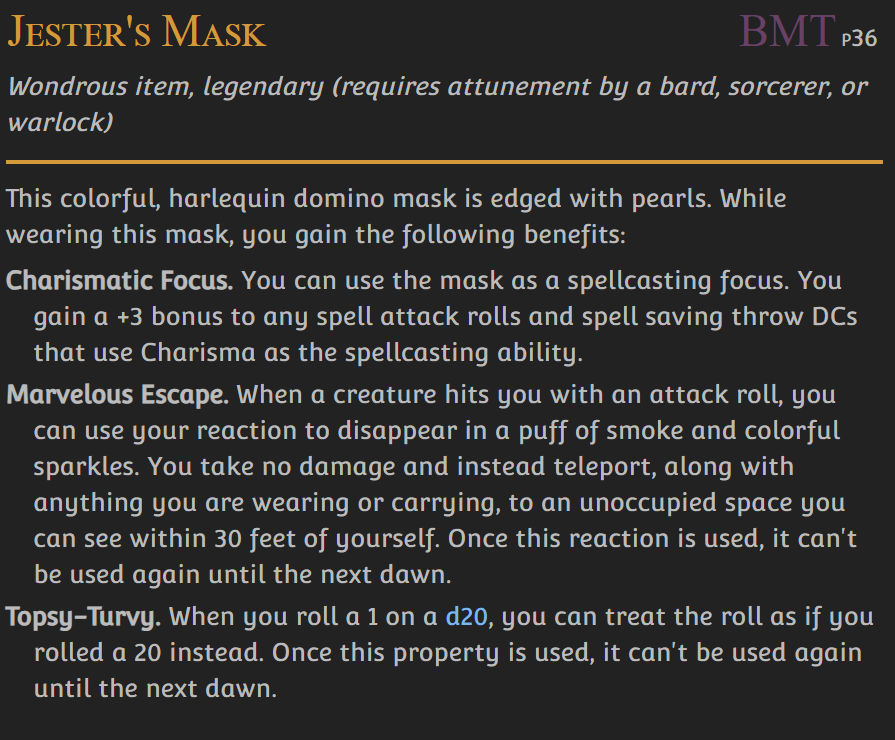 Jester's Mask BMT P36
Wondrous item, legendary (requires attunement by a bard, sorcerer, or
warlock)
This colorful, harlequin domino mask is edged with pearls. While
wearing this mask, you gain the following benefits:
Charismatic Focus. You can use the mask as a spellcasting focus. You
gain a +3 bonus to any spell attack rolls and spell saving throw DCs
that use Charisma as the spellcasting ability.
Marvelous Escape. When a creature hits you with an attack roll, you
can use your reaction to disappear in a puff of smoke and colorful
sparkles. You take no damage and instead teleport, along with
anything you are wearing or carrying, to an unoccupied space you
can see within 30 feet of yourself. Once this reaction is used, it can't
be used again until the next dawn.
Topsy-Turvy. When you roll a 1 on a d20, you can treat the roll as if you
rolled a 20 instead. Once this property is used, it can't be used again
until the next dawn.